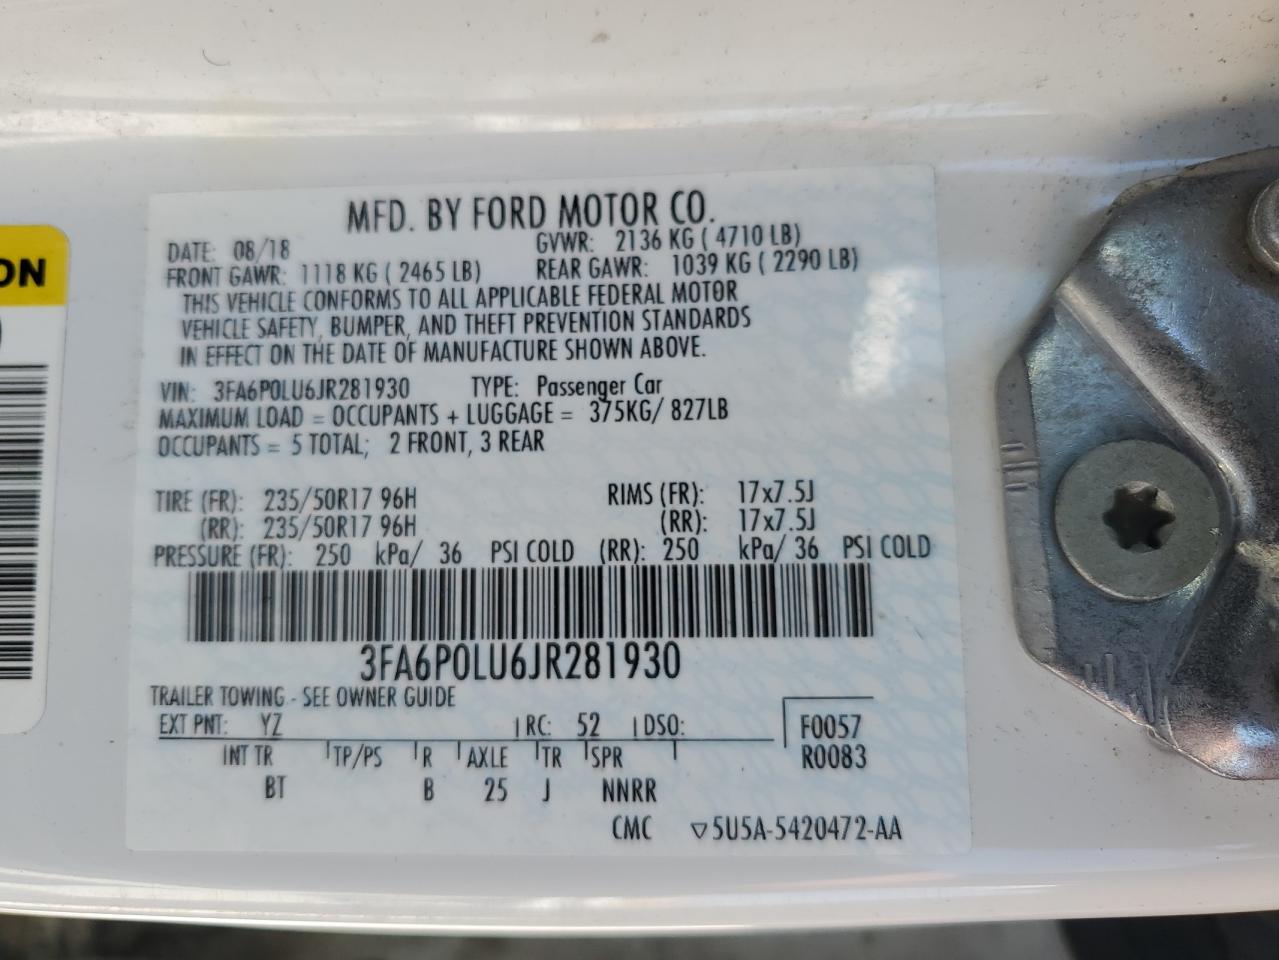 MFD. BY FORD MOTOR CO.
DATE: 08/18 GVWR: 2136 KG ( 4710 LB)
FRONT GAWR: 1118 KG ( 2465 LB) REAR GAWR: 1039 KG ( 2290 LB)
THIS VEHICLE CONFORMS TO ALL APPLICABLE FEDERAL MOTOR
VEHICLE SAFETY, BUMPER, AND THEFT PREVENTION STANDARDS
IN EFFECT ON THE DATE OF MANUFACTURE SHOWN ABOVE.
VIN: 3FA6P0LU6JR281930 TYPE: Passenger Car
MAXIMUM LOAD = OCCUPANTS + LUGGAGE = 375KG/ 827LB
OCCUPANTS = 5 TOTAL; 2 FRONT, 3 REAR
TIRE (FR): 235/50R17 96H RIMS (FR): 17x7.5J
(RR): 235/50R17 96H (RR): 17x7.5J
PRESSURE (FR): 250 kPa/ 36 PSI COLD (RR): 250 kPa/ 36 PSI COLD
3FA6P0LU6JR281930
TRAILER TOWING - SEE OWNER GUIDE
EXT PNT: YZ RC: 52 DSO: F0057
INT TR TP/PS R AXLE TR SPR R0083
BT B 25 J NNRR
CMC ▽5U5A-5420472-AA
ON